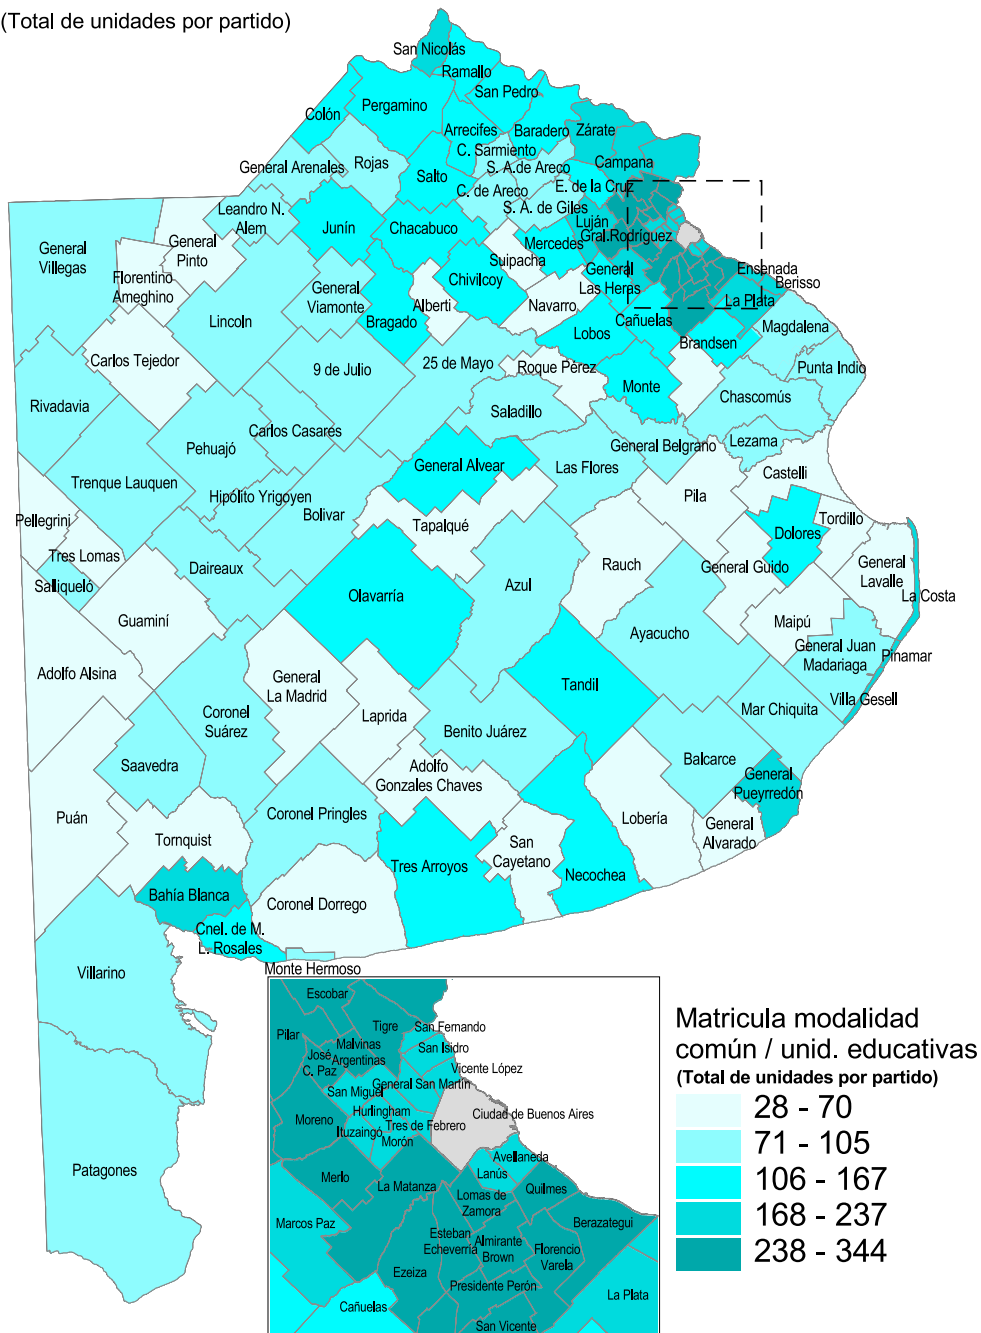 (Total de unidades por partido)
San Nicolás
Ramallo
San Pedro
Pergamino
Colón
Arrecifes
Baradero
Zárate
C. Sarmiento
Campana
General Arenales
Rojas
S. A.de Areco
Salto
C. de Areco
E. de la Cruz
S. A. de Giles
Leandro N.
Alem
Junín
Chacabuco
Luján
Gral.Rodríguez
Mercedes
General
Villegas
General
Pinto
Suipacha
Florentino
Ameghino
General
Viamonte
Chivilcoy
General
Las Heras
Ensenada
Berisso
Alberti
Navarro
La Plata
Lincoln
Bragado
Cañuelas
Lobos
Magdalena
Brandsen
Carlos Tejedor
9 de Julio
25 de Mayo
Roque Pérez
Punta Indio
Monte
Chascomús
Rivadavia
Saladillo
Carlos Casares
Pehuajó
General Belgrano
Lezama
General Alvear
Las Flores
Castelli
Trenque Lauquen
Hipólito Yrigoyen
Bolivar
Pila
Pellegrini
Tapalqué
Tordillo
Dolores
Tres Lomas
Daireaux
Rauch
General Guido
General
Lavalle
Salliqueló
Olavarría
Azul
La Costa
Guaminí
Maipú
Ayacucho
General Juan
Madariaga
Pinamar
Adolfo Alsina
General
La Madrid
Tandil
Villa Gesell
Laprida
Mar Chiquita
Coronel
Suárez
Benito Juárez
Saavedra
Adolfo
Gonzales Chaves
Balcarce
General
Pueyrredón
Puán
Coronel Pringles
Lobería
General
Alvarado
Tornquist
San
Cayetano
Tres Arroyos
Necochea
Bahía Blanca
Coronel Dorrego
Cnel. de M.
L. Rosales
Villarino
Monte Hermoso
Patagones
Escobar
Pilar
Tigre
San Fernando
Malvinas
Argentinas
San Isidro
José
C. Paz
Vicente López
General San Martín
San Miguel
Hurlingham
Moreno
Tres de Febrero
Ciudad de Buenos Aires
Ituzaingó
Morón
Avellaneda
Merlo
La Matanza
Lanús
Quilmes
Lomas de
Zamora
Marcos Paz
Berazategui
Esteban
Echeverría
Almirante
Brown
Florencio
Varela
Ezeiza
Presidente Perón
La Plata
Cañuelas
San Vicente
Matricula modalidad
común / unid. educativas
(Total de unidades por partido)
28 - 70
71 - 105
106 - 167
168 - 237
238 - 344